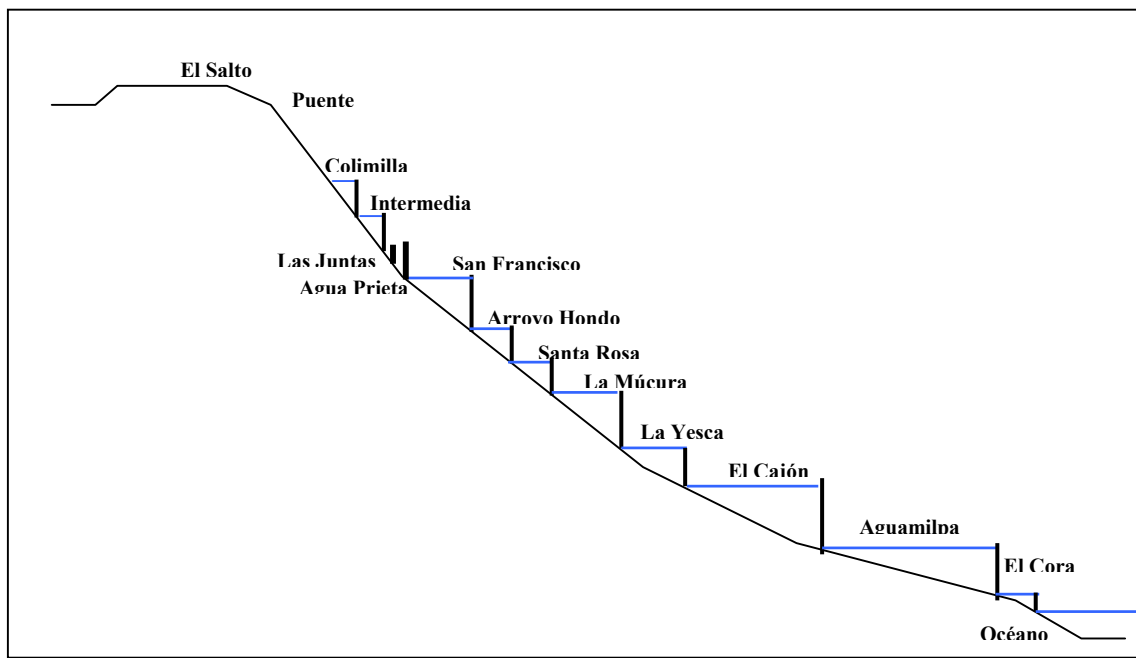 El Salto
Puente
Colimilla
Intermedia
Las Juntas
San Francisco
Agua Prieta
Arroyo Hondo
Santa Rosa
La Múcura
La Yesca
El Cajón
Aguamilpa
El Cora
Océano